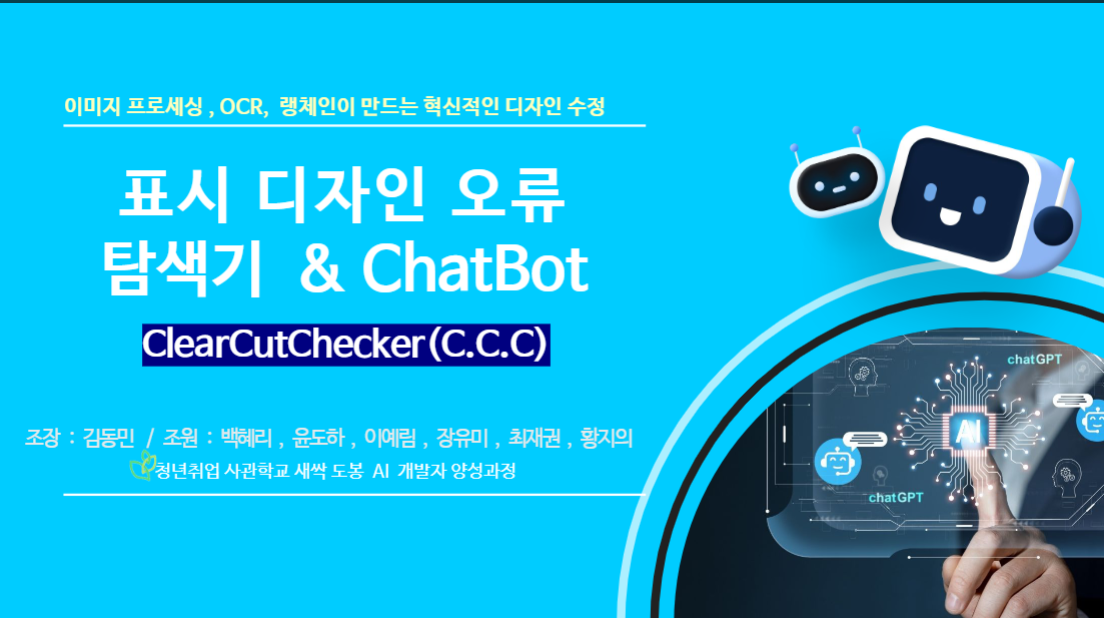 이미지 프로세싱 , OCR, 랭체인이 만드는 혁신적인 디자인 수정
표시 디자인 오류
탐색기 & ChatBot
ClearCutChecker (C.C.C)
조장 : 김동민 / 조원 : 백혜리 , 윤도하 , 이예림 , 장유미 , 최재권 , 황지의
청년취업 사관학교 새싹 도봉 AI 개발자 양성과정
chatGPT
AI
chatGPT